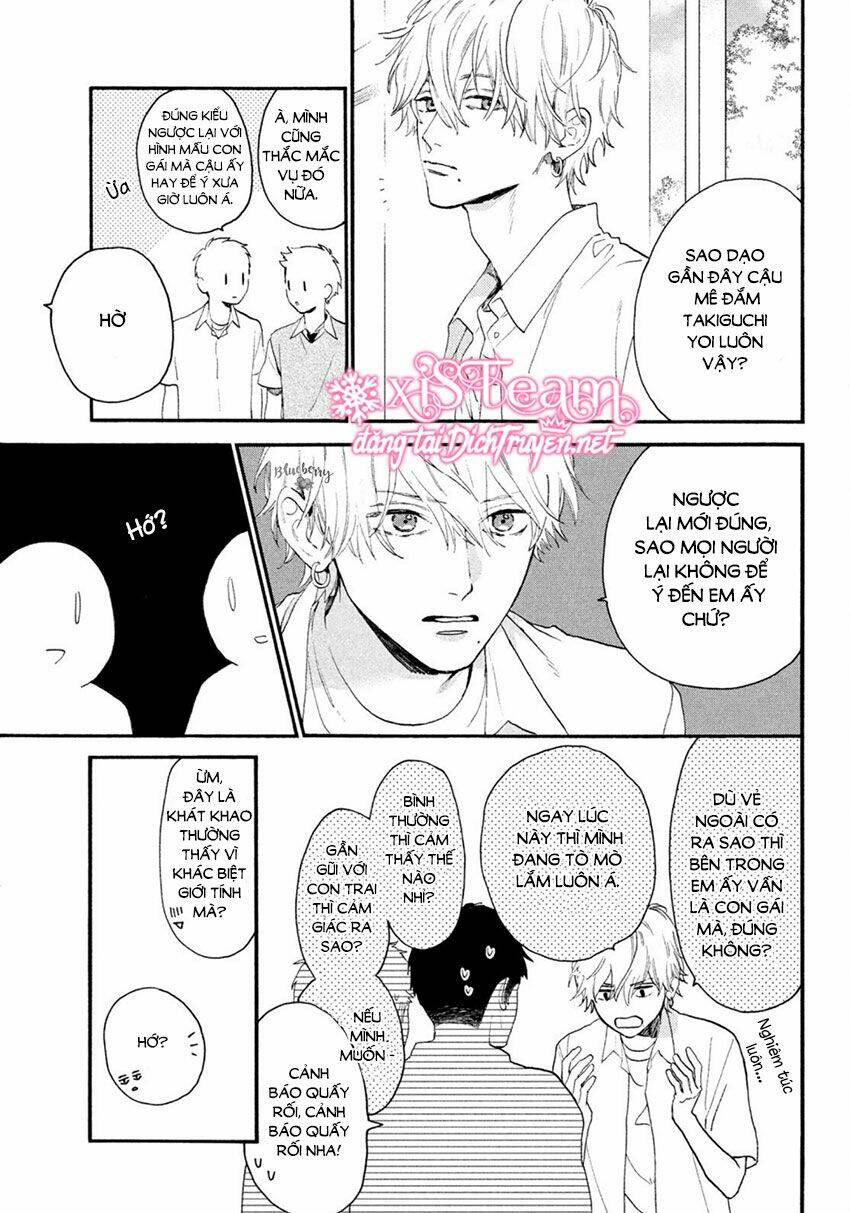 SAO DẠO
GẦN ĐÂY CẬU
MÊ ĐẮM
TAKIGUCHI
YOI LUÔN
VẬY?
À, MÌNH
CŨNG
THẮC MẮC
VỤ ĐÓ
NỮA.
ĐÚNG KIỂU
NGƯỢC LẠI VỚI
HÌNH MẪU CON
GÁI MÀ CẬU ẤY
HAY ĐỂ Ý XƯA
GIỜ LUÔN Á.
Ừa
HỜ
xiSTeam
đăng tải DichTruyen.net
Blueberry
NGƯỢC
LẠI MỚI ĐÚNG,
SAO MỌI NGƯỜI
LẠI KHÔNG ĐỂ
Ý ĐẾN EM ẤY
CHỨ?
Hớ?
DÙ VẺ
NGOÀI CÓ
RA SAO THÌ
BÊN TRONG
EM ẤY VẪN
LÀ CON GÁI
MÀ, ĐÚNG
KHÔNG?
Nghiêm túc
luôn...
NGAY LÚC
NÀY THÌ MÌNH
ĐANG TÒ MÒ
LẮM LUÔN Á.
BÌNH
THƯỜNG
THÌ CAM
THẤY THẾ
NÀO
NHỈ?
GẦN
GŨI VỚI
CON TRAI
THÌ CẢM
GIÁC RA
SAO?
NẾU
MÌNH
MUỐN -
CẢNH
BÁO QUẤY
RỐI, CẢNH
BÁO QUẤY
RỐI NHA!
ỪM,
ĐÂY LÀ
KHÁT KHAO
THƯỜNG
THẤY VÌ
KHÁC BIỆT
GIỚI TÍNH
MÀ?
HỚ?